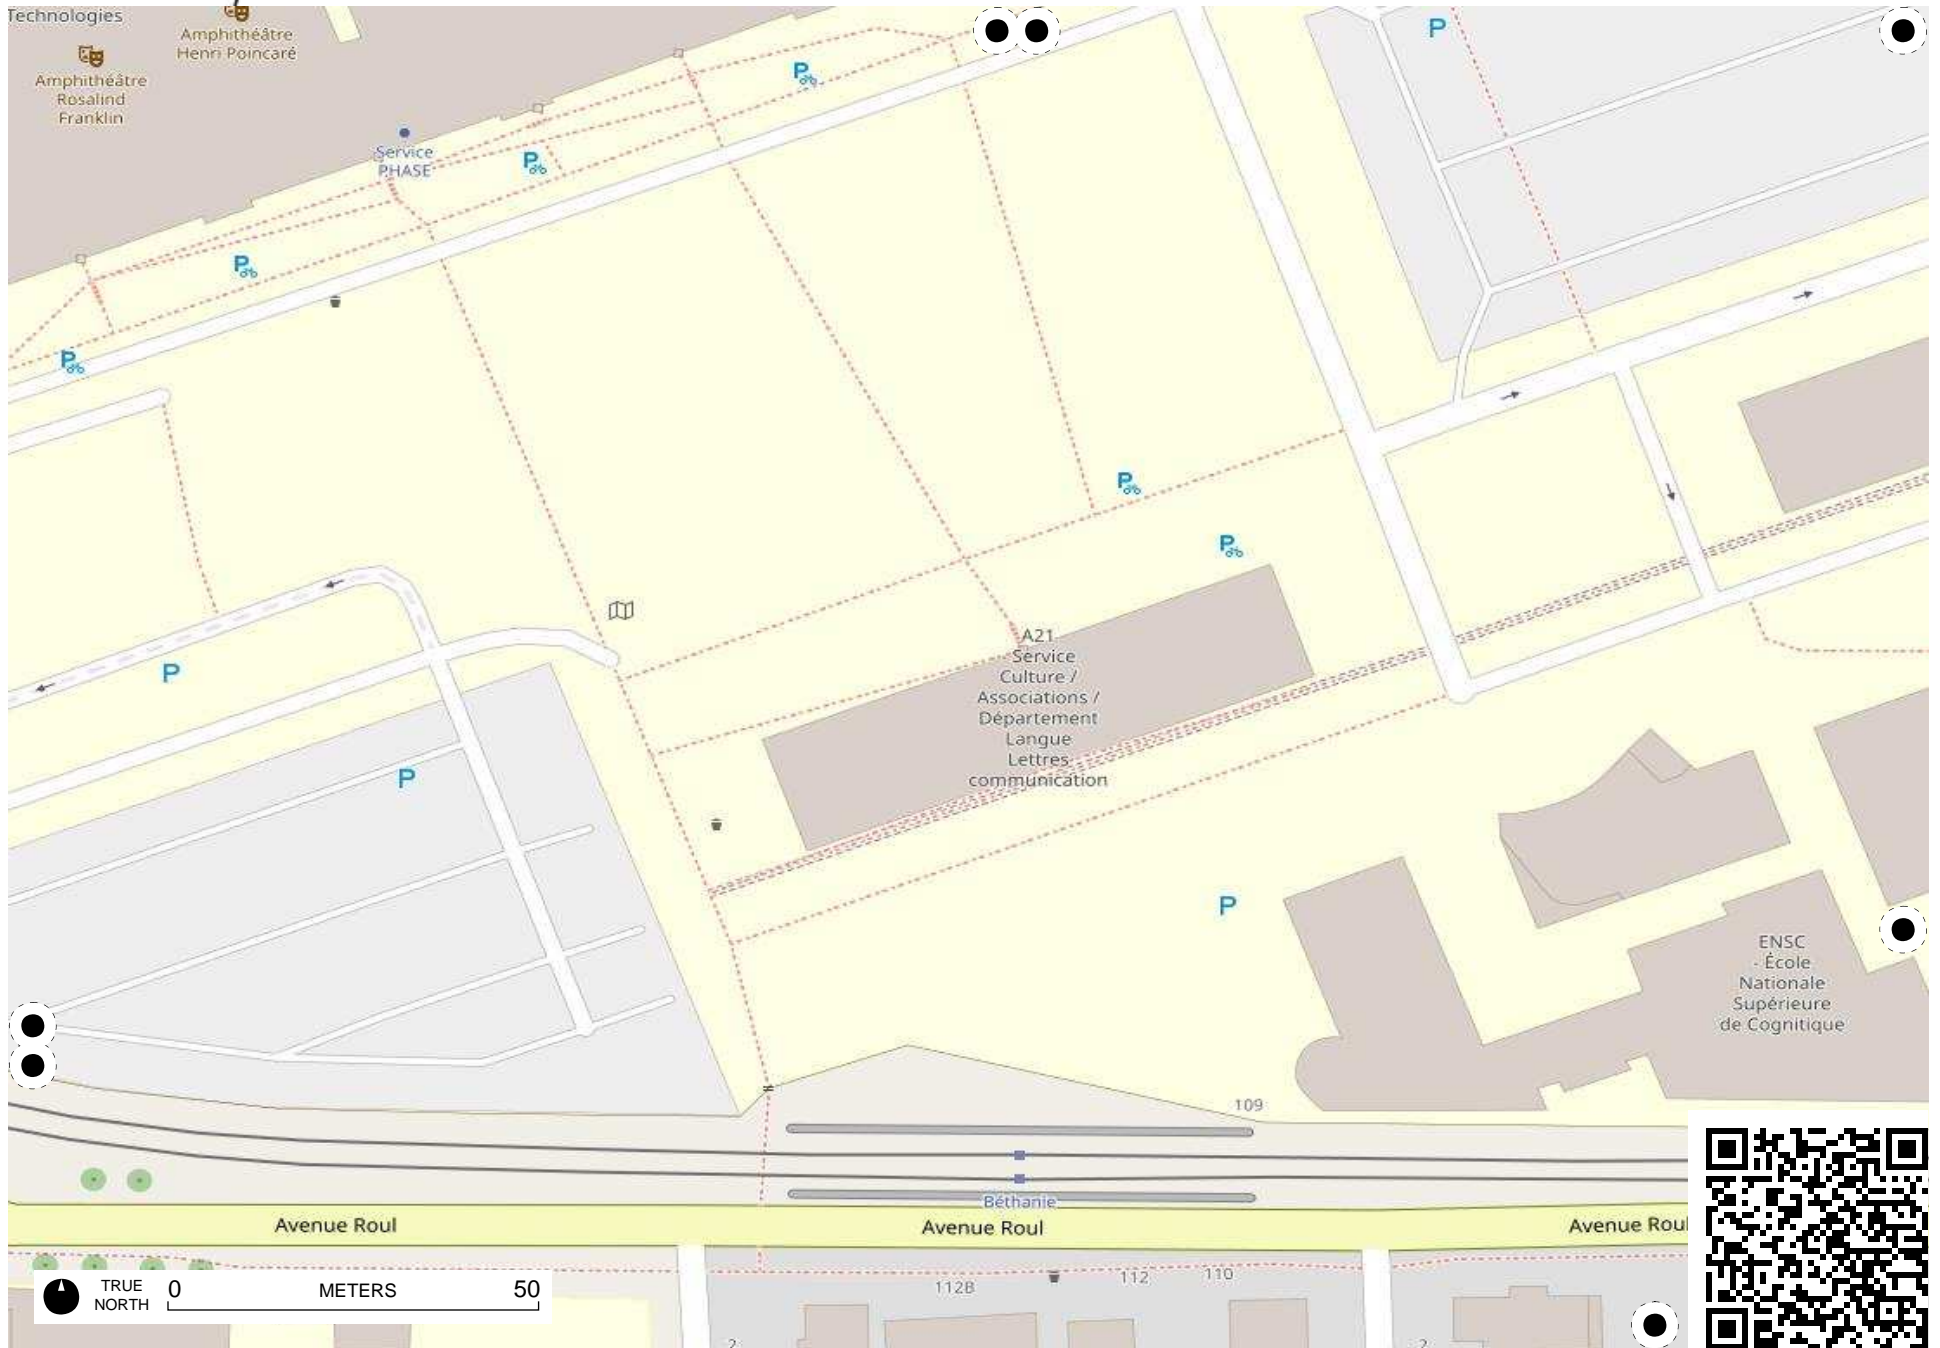 Technologies
Amphithéâtre
Henri Poincaré
Amphithéâtre
Rosalind
Franklin
P
P
Service
PHASE
P
P
P
P
P
A21
Service
Culture /
Associations /
Département
Langue
Lettres
communication
P
P
P
ENSC
- École
Nationale
Supérieure
de Cognitique
109
Béthanie
Avenue Roul
Avenue Roul
Avenue Roul
112B
112
110
TRUE
NORTH
0
METERS
50
2
2